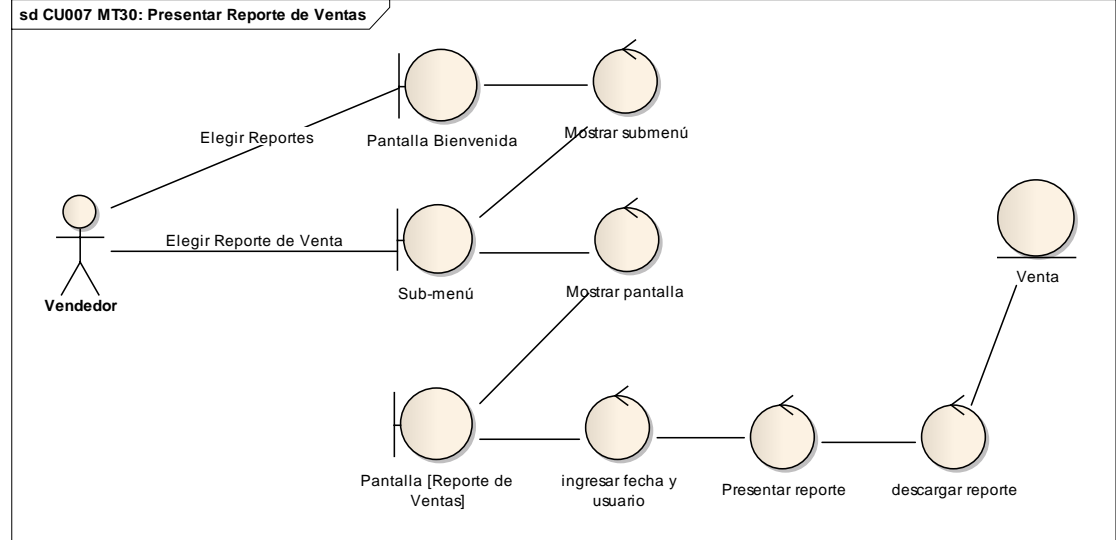 sd CU007 MT30: Presentar Reporte de Ventas
Elegir Reportes
Pantalla Bienvenida
Mostrar submenú
Elegir Reporte de Venta
Vendedor
Sub-menú
Mostrar pantalla
Venta
Pantalla [Reporte de
Ventas]
ingresar fecha y
usuario
Presentar reporte
descargar reporte